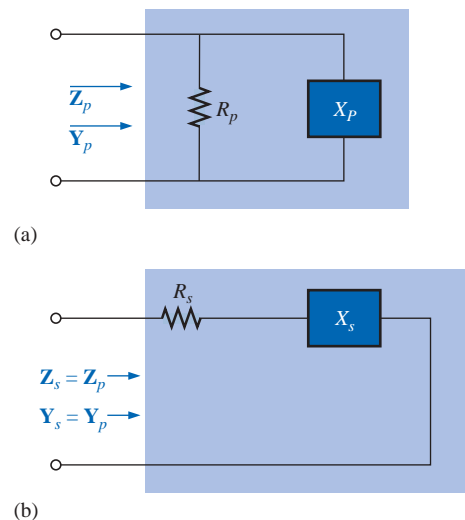 Z_p
R_p
X_P
Y_p
(a)
R_s
X_s
Z_s = Z_p
Y_s = Y_p
(b)